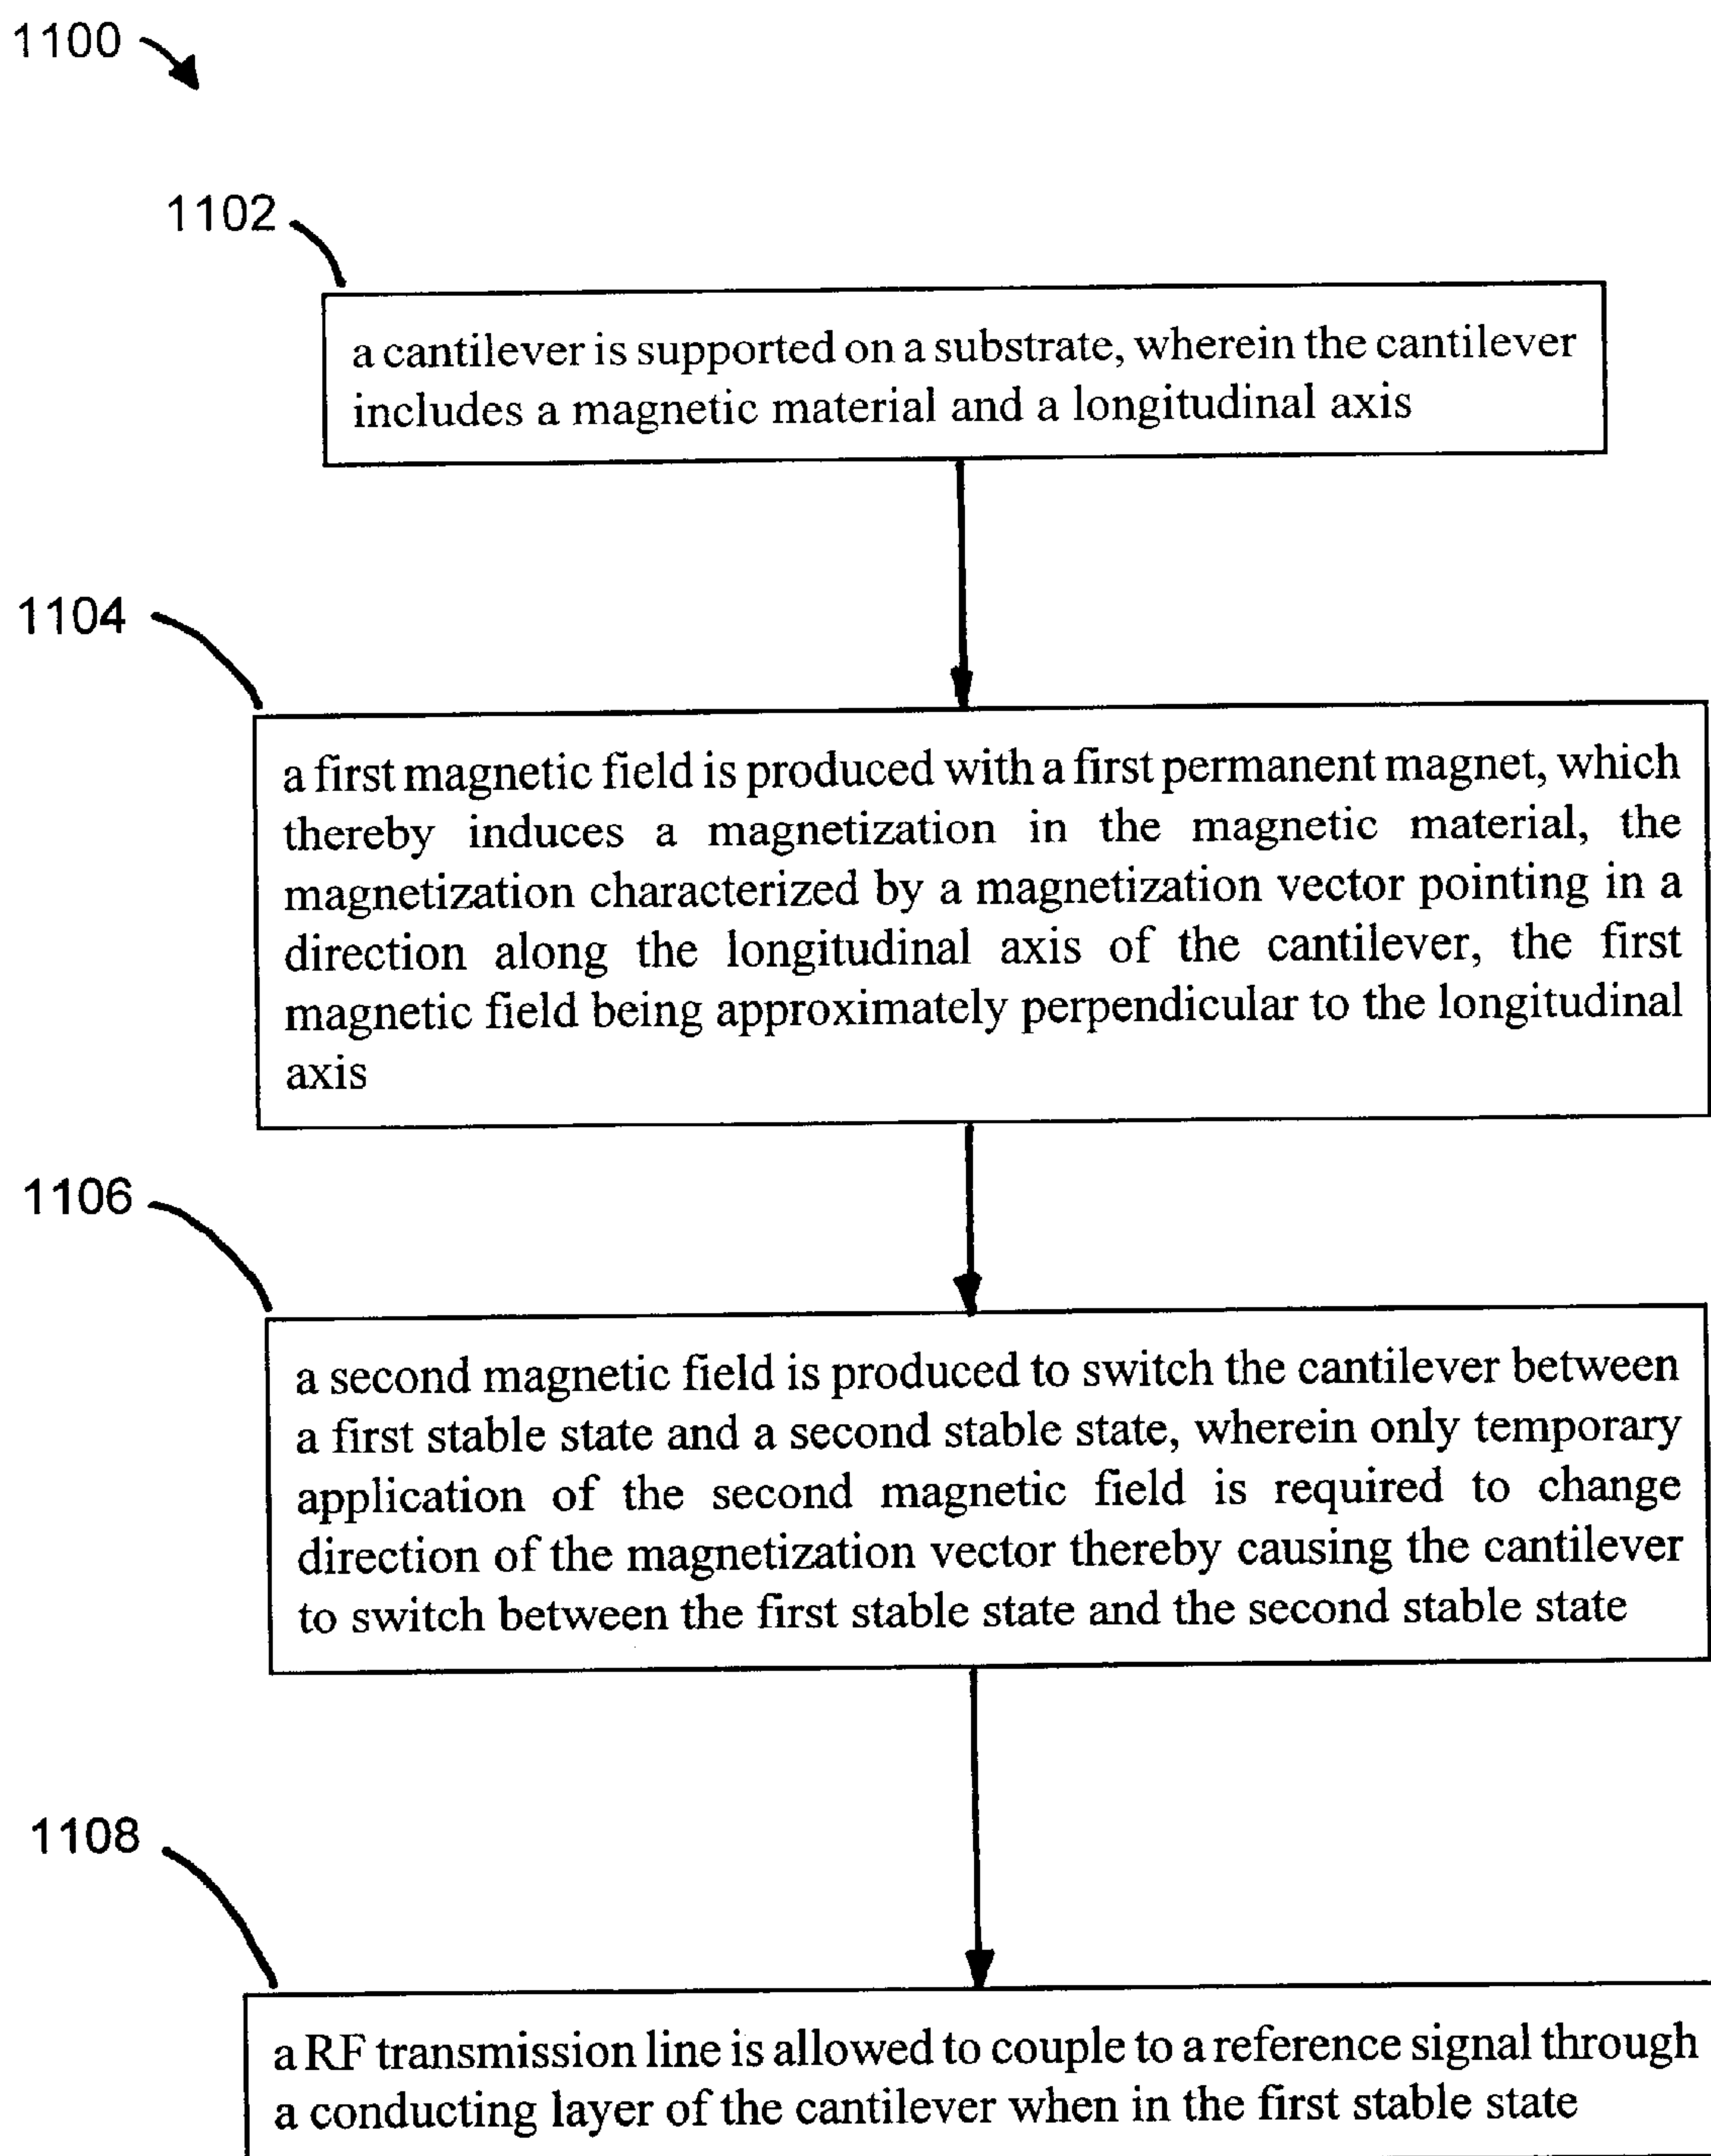 1100
1102
a cantilever is supported on a substrate, wherein the cantilever
includes a magnetic material and a longitudinal axis
1104
a first magnetic field is produced with a first permanent magnet, which
thereby induces a magnetization in the magnetic material, the
magnetization characterized by a magnetization vector pointing in a
direction along the longitudinal axis of the cantilever, the first
magnetic field being approximately perpendicular to the longitudinal
axis
1106
a second magnetic field is produced to switch the cantilever between
a first stable state and a second stable state, wherein only temporary
application of the second magnetic field is required to change
direction of the magnetization vector thereby causing the cantilever
to switch between the first stable state and the second stable state
1108
a RF transmission line is allowed to couple to a reference signal through
a conducting layer of the cantilever when in the first stable state